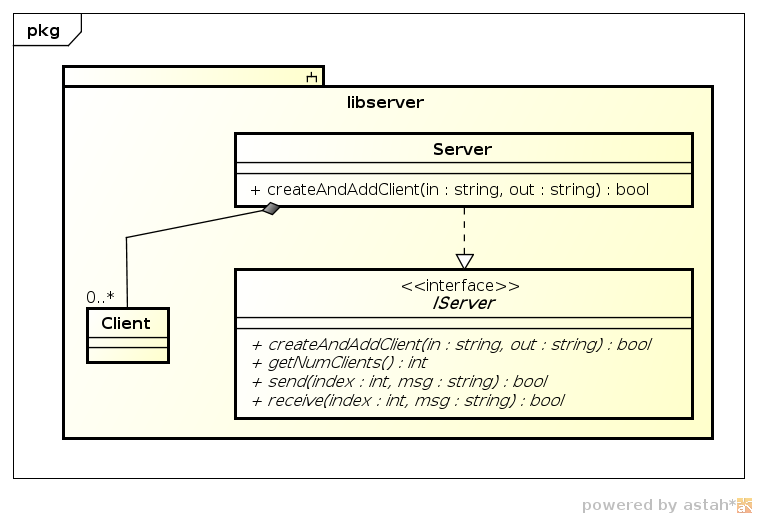 pkg
libserver
Server
+ createAndAddClient(in : string, out : string) : bool
0..*
Client
<<interface>>
IServer
+ createAndAddClient(in : string, out : string) : bool
+ getNumClients() : int
+ send(index : int, msg : string) : bool
+ receive(index : int, msg : string) : bool
powered by astah*